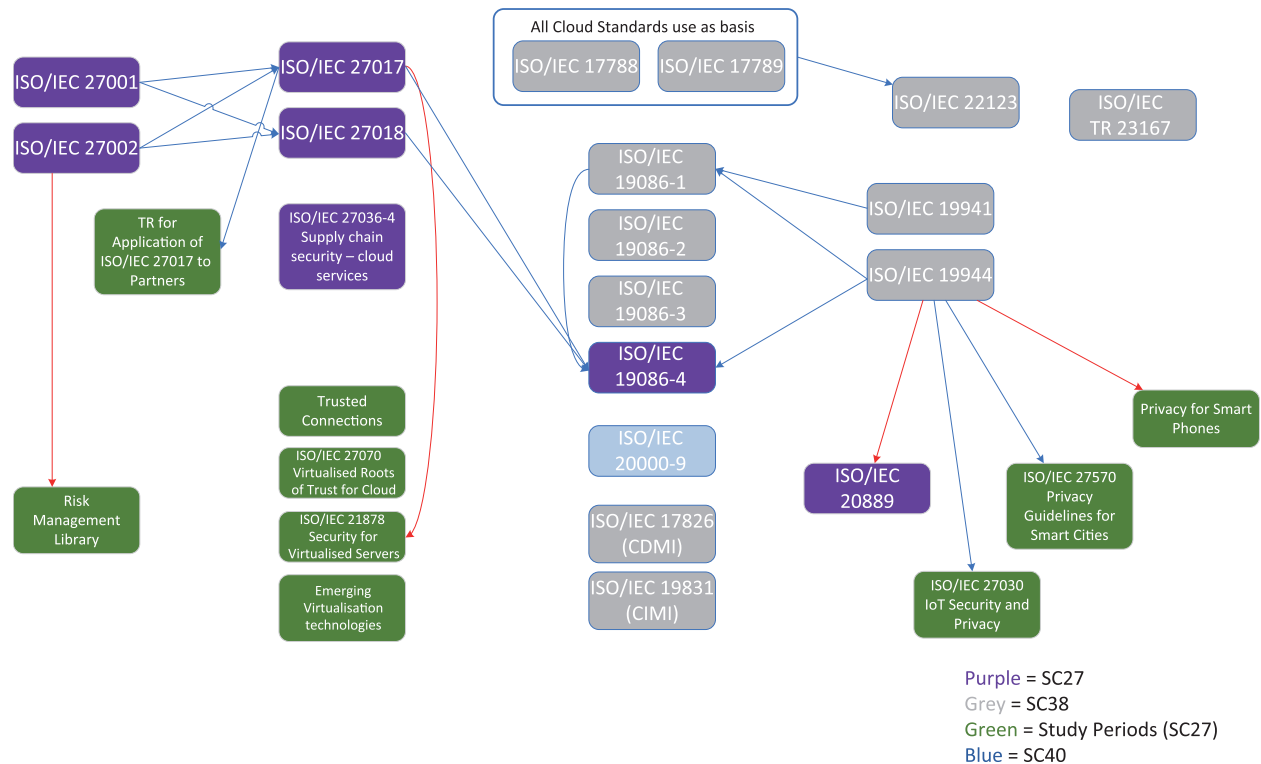 All Cloud Standards use as basis
ISO/IEC 17788
ISO/IEC 17789
ISO/IEC 27001
ISO/IEC 27002
ISO/IEC 27017
ISO/IEC 27018
ISO/IEC 22123
ISO/IEC
TR 23167
TR for
Application of
ISO/IEC 27017 to
Partners
ISO/IEC 27036-4
Supply chain
security – cloud
services
ISO/IEC
19086-1
ISO/IEC
19086-2
ISO/IEC
19086-3
ISO/IEC
19086-4
ISO/IEC 19941
ISO/IEC 19944
Trusted
Connections
ISO/IEC 27070
Virtualised Roots
of Trust for Cloud
ISO/IEC 21878
Security for
Virtualised Servers
Emerging
Virtualisation
technologies
Risk
Management
Library
ISO/IEC
20000-9
ISO/IEC 17826
(CDMI)
ISO/IEC 19831
(CIMI)
Privacy for Smart
Phones
ISO/IEC
20889
ISO/IEC 27570
Privacy
Guidelines for
Smart Cities
ISO/IEC 27030
IoT Security and
Privacy
Purple = SC27
Grey = SC38
Green = Study Periods (SC27)
Blue = SC40